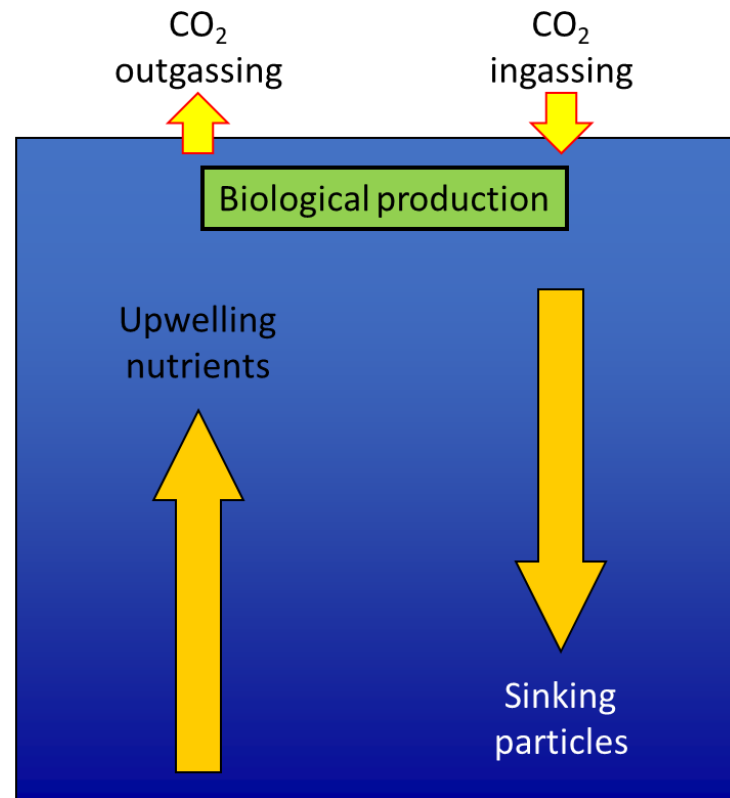 CO₂
outgassing
CO₂
ingassing
Biological production
Upwelling
nutrients
Sinking
particles